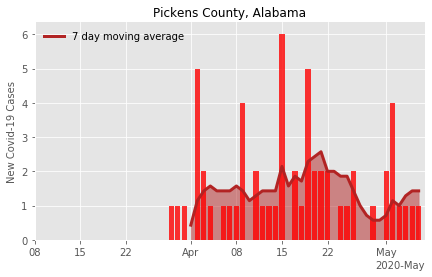 Pickens County, Alabama
7 day moving average
New Covid-19 Cases
6
5
4
3
2
1
0
08 15 22 Apr 08 15 22 May
2020-May